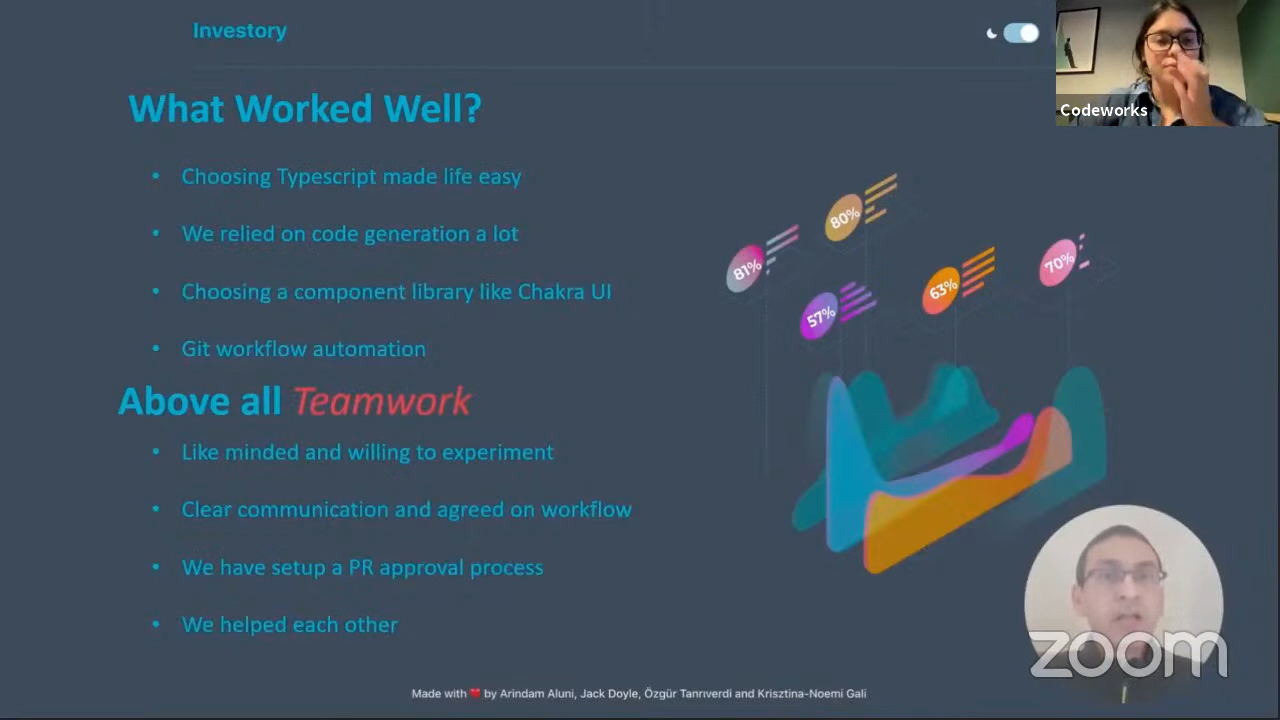 Investory
Codeworks
What Worked Well?
• Choosing Typescript made life easy
• We relied on code generation a lot
• Choosing a component library like Chakra UI
• Git workflow automation
Above all Teamwork
• Like minded and willing to experiment
• Clear communication and agreed on workflow
• We have setup a PR approval process
• We helped each other
80%
81%
70%
63%
57%
zoom
Made with ❤ by Arindam Aluni, Jack Doyle, Özgür Tanrıverdi and Krisztina-Noemi Gali